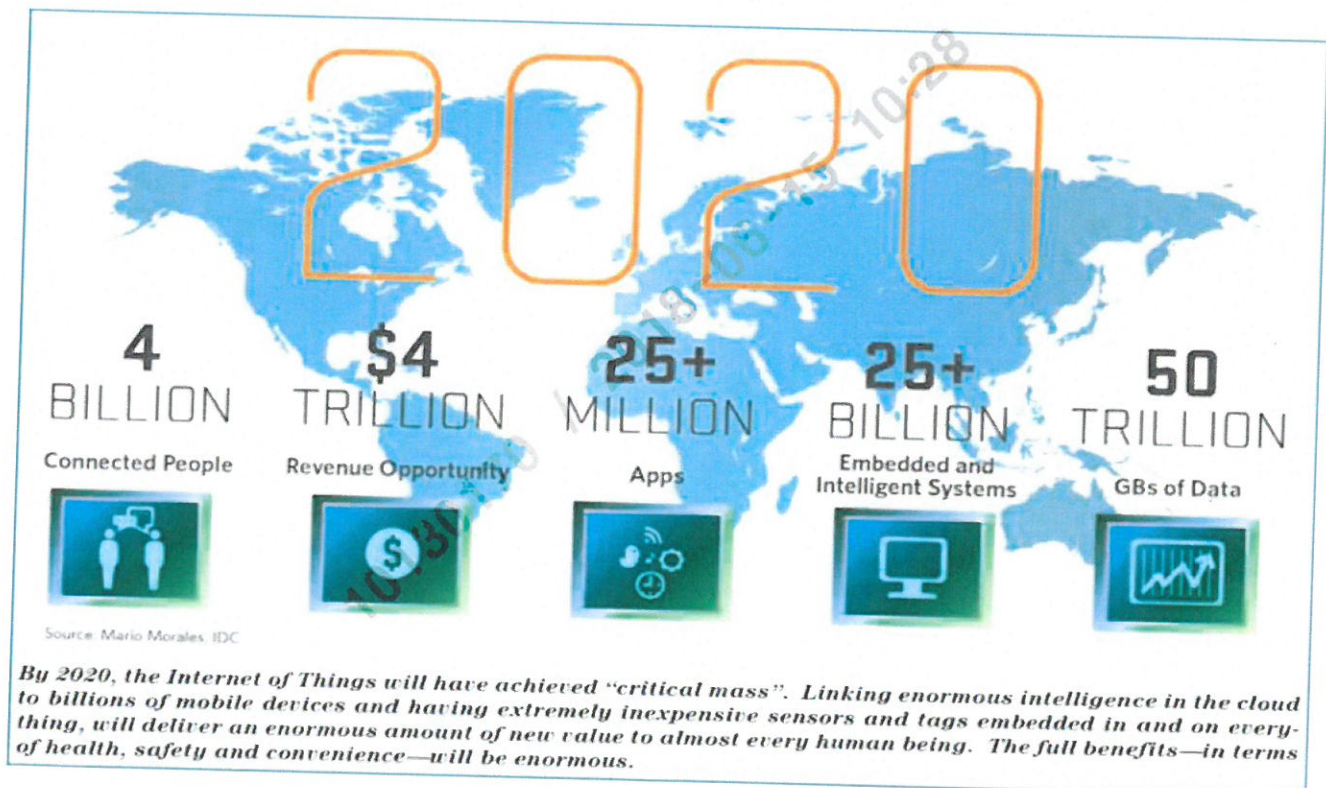 2020
4
BILLION
Connected People
$4
TRILLION
Revenue Opportunity
25+
MILLION
Apps
25+
BILLION
Embedded and
Intelligent Systems
50
TRILLION
GBs of Data
Source: Mario Morales, IDC
By 2020, the Internet of Things will have achieved “critical mass”. Linking enormous intelligence in the cloud
to billions of mobile devices and having extremely inexpensive sensors and tags embedded in and on every-
thing, will deliver an enormous amount of new value to almost every human being. The full benefits—in terms
of health, safety and convenience—will be enormous.